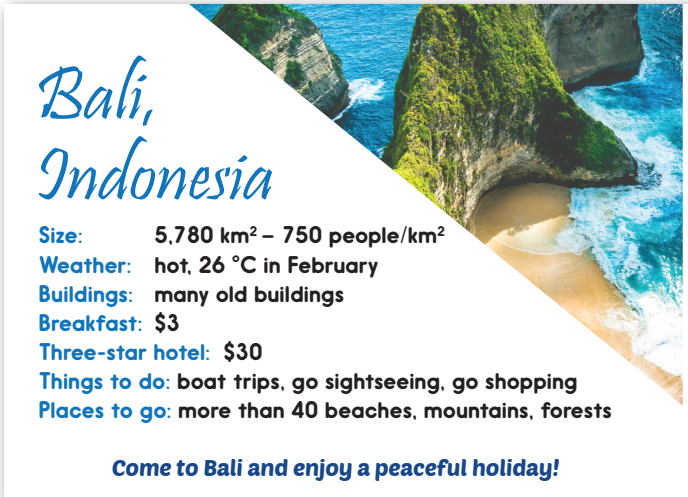 Bali,
Indonesia
Size: 5,780 km² – 750 people/km²
Weather: hot, 26 °C in February
Buildings: many old buildings
Breakfast: $3
Three-star hotel: $30
Things to do: boat trips, go sightseeing, go shopping
Places to go: more than 40 beaches, mountains, forests
Come to Bali and enjoy a peaceful holiday!